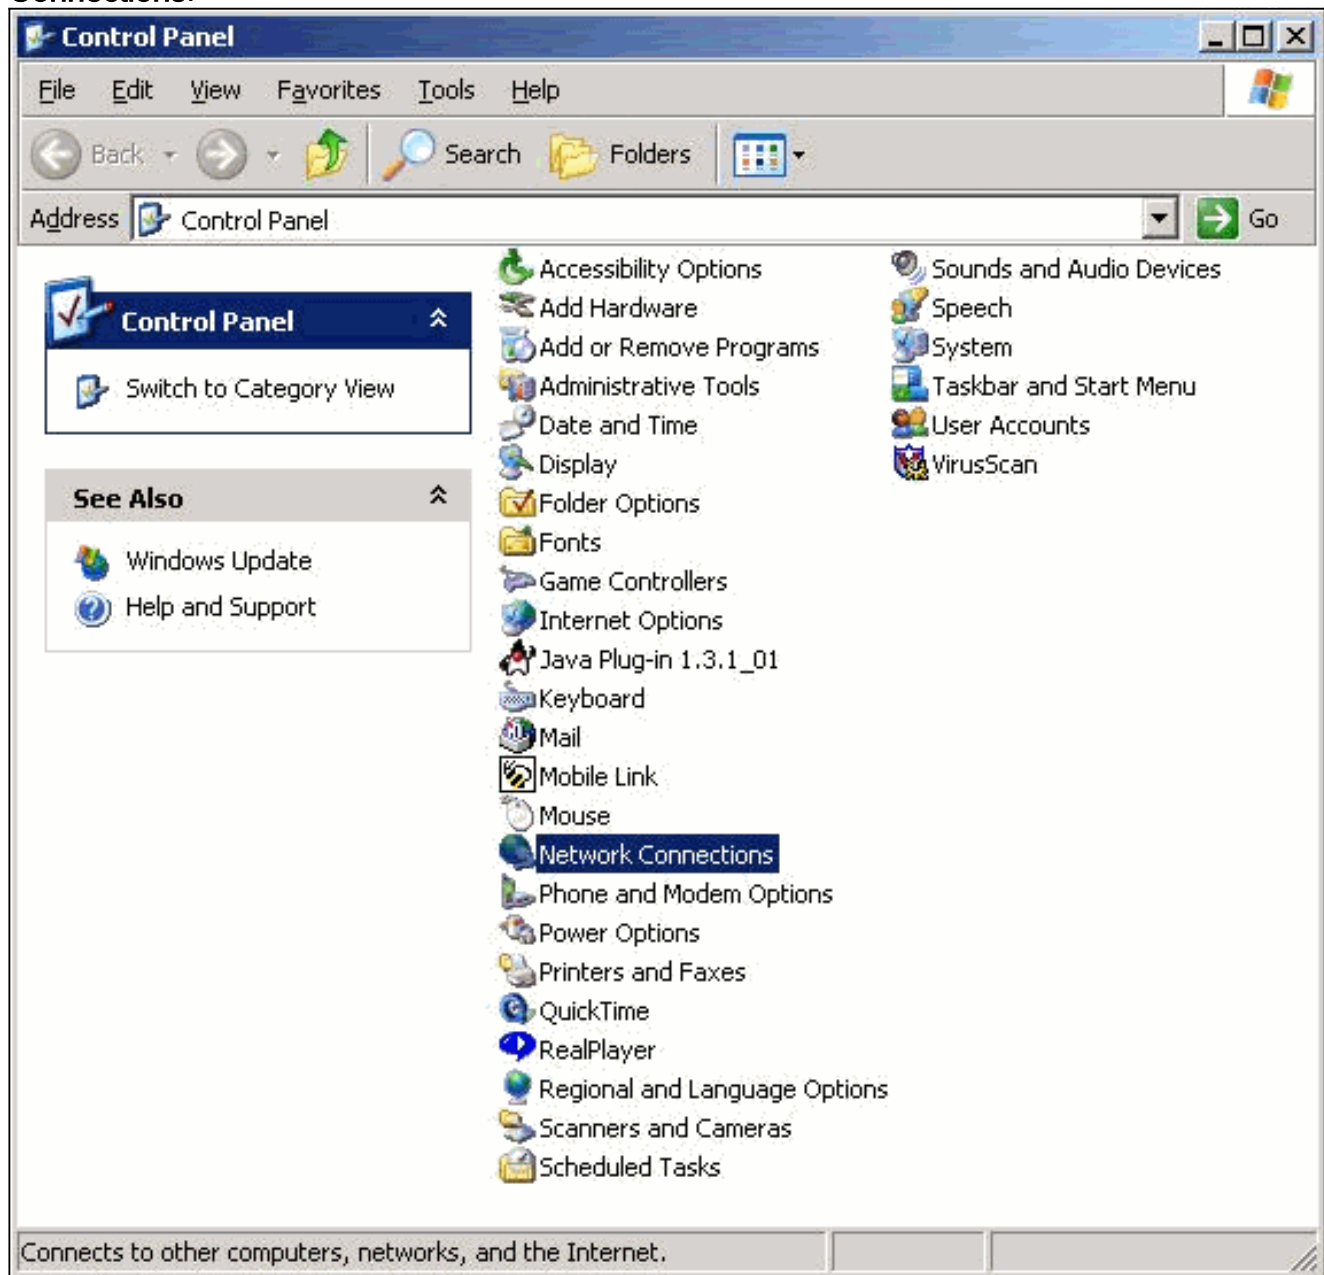 Connections.
Control Panel
File Edit View Favorites Tools Help
Back Search Folders
Address Control Panel Go
Control Panel
Switch to Category View
See Also
Windows Update
Help and Support
Accessibility Options
Add Hardware
Add or Remove Programs
Administrative Tools
Date and Time
Display
Folder Options
Fonts
Game Controllers
Internet Options
Java Plug-in 1.3.1_01
Keyboard
Mail
Mobile Link
Mouse
Network Connections
Phone and Modem Options
Power Options
Printers and Faxes
QuickTime
RealPlayer
Regional and Language Options
Scanners and Cameras
Scheduled Tasks
Sounds and Audio Devices
Speech
System
Taskbar and Start Menu
User Accounts
VirusScan
Connects to other computers, networks, and the Internet.